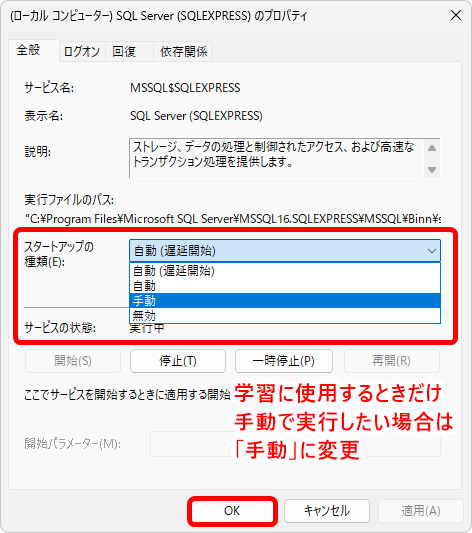 (ローカル コンピューター) SQL Server (SQLEXPRESS) のプロパティ
全般 ログオン 回復 依存関係
サービス名: MSSQL$SQLEXPRESS
表示名: SQL Server (SQLEXPRESS)
説明: ストレージ、データの処理と制御されたアクセス、および高速な
トランザクション処理を提供します。
実行ファイルのパス:
"C:¥Program Files¥Microsoft SQL Server¥MSSQL16.SQLEXPRESS¥MSSQL¥Binn¥s
スタートアップの
種類(E): 自動 (遅延開始)
自動 (遅延開始)
自動
手動
無効
サービスの状態: 実行中
開始(S) 停止(T) 一時停止(P) 再開(R)
ここでサービスを開始するときに適用する開始
学習に使用するときだけ
手動で実行したい場合は
「手動」に変更
開始パラメーター(M):
OK キャンセル 適用(A)